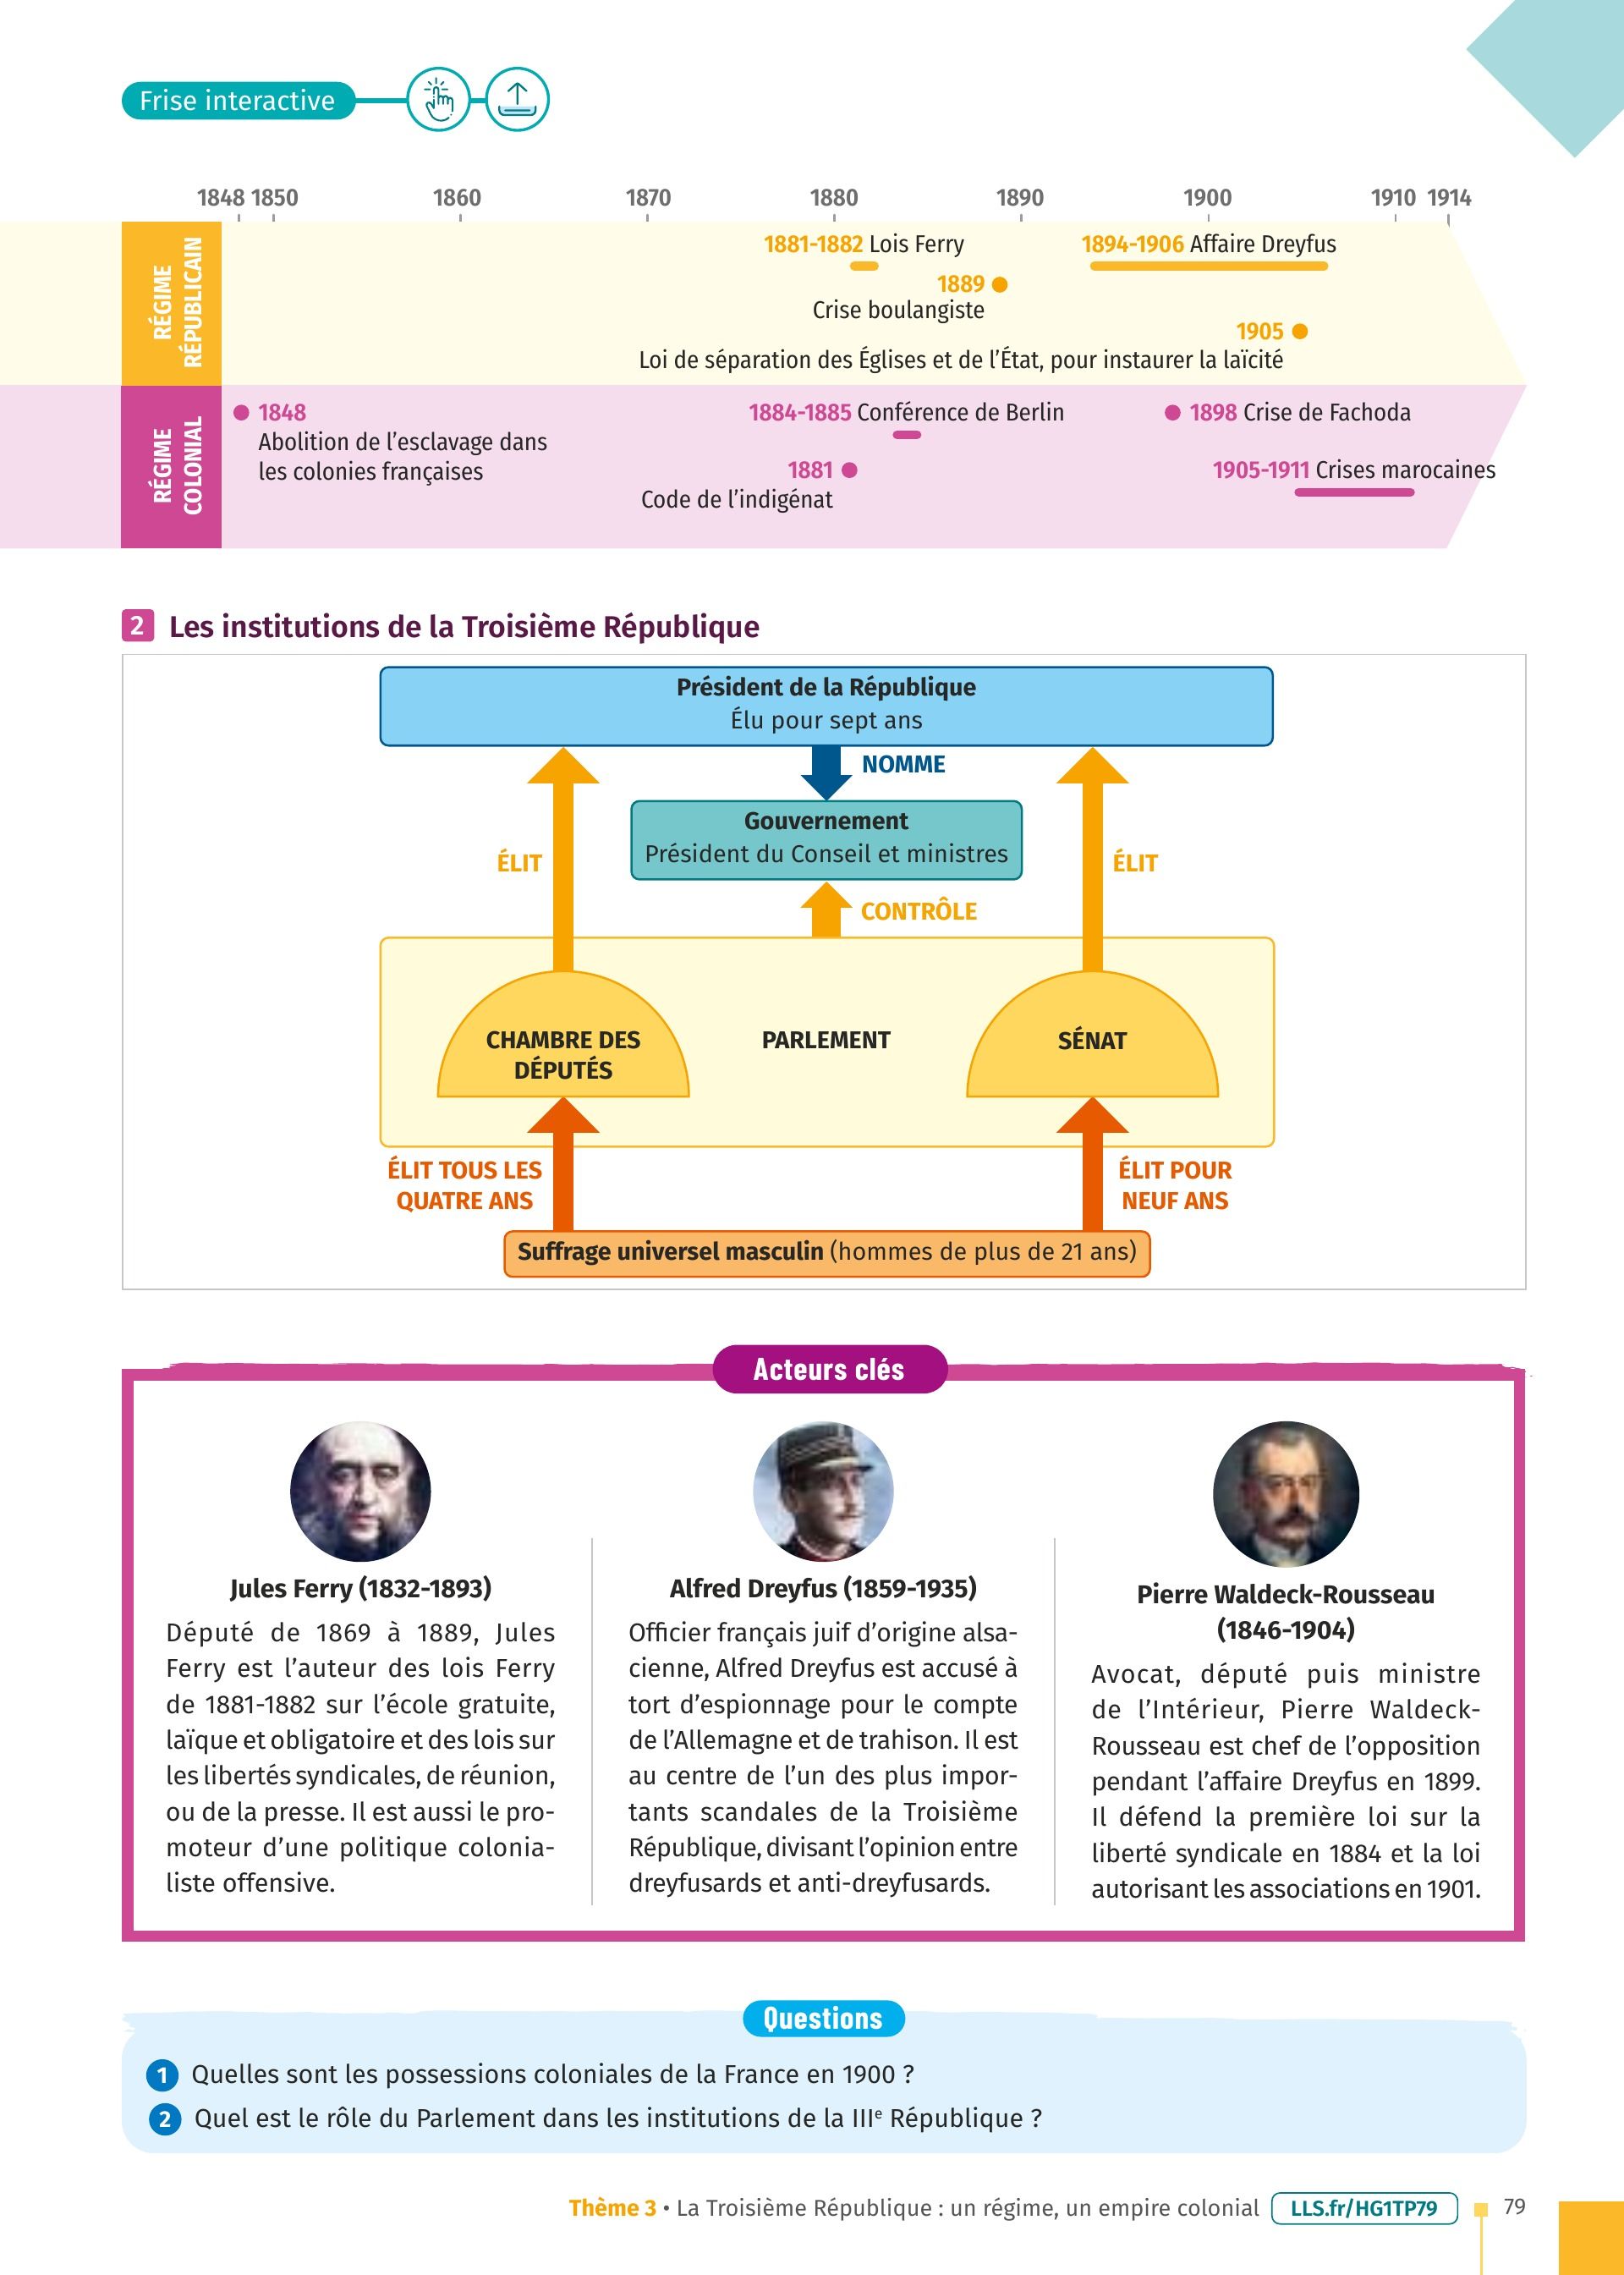 Frise interactive
1848 1850 1860 1870 1880 1890 1900 1910 1914
RÉGIME
RÉPUBLICAIN
1881-1882 Lois Ferry
1894-1906 Affaire Dreyfus
1889
Crise boulangiste
1905
Loi de séparation des Églises et de l’État, pour instaurer la laïcité
RÉGIME
COLONIAL
1848
Abolition de l’esclavage dans
les colonies françaises
1884-1885 Conférence de Berlin
1898 Crise de Fachoda
1881
Code de l’indigénat
1905-1911 Crises marocaines
2 Les institutions de la Troisième République
Président de la République
Élu pour sept ans
NOMME
Gouvernement
Président du Conseil et ministres
ÉLIT
ÉLIT
CONTRÔLE
CHAMBRE DES
DÉPUTÉS
PARLEMENT
SÉNAT
ÉLIT TOUS LES
QUATRE ANS
ÉLIT POUR
NEUF ANS
Suffrage universel masculin (hommes de plus de 21 ans)
Acteurs clés
Jules Ferry (1832-1893)
Député de 1869 à 1889, Jules
Ferry est l’auteur des lois Ferry
de 1881-1882 sur l’école gratuite,
laïque et obligatoire et des lois sur
les libertés syndicales, de réunion,
ou de la presse. Il est aussi le pro-
moteur d’une politique colonia-
liste offensive.
Alfred Dreyfus (1859-1935)
Officier français juif d’origine alsa-
cienne, Alfred Dreyfus est accusé à
tort d’espionnage pour le compte
de l’Allemagne et de trahison. Il est
au centre de l’un des plus impor-
tants scandales de la Troisième
République, divisant l’opinion entre
dreyfusards et anti-dreyfusards.
Pierre Waldeck-Rousseau
(1846-1904)
Avocat, député puis ministre
de l’Intérieur, Pierre Waldeck-
Rousseau est chef de l’opposition
pendant l’affaire Dreyfus en 1899.
Il défend la première loi sur la
liberté syndicale en 1884 et la loi
autorisant les associations en 1901.
Questions
1 Quelles sont les possessions coloniales de la France en 1900 ?
2 Quel est le rôle du Parlement dans les institutions de la IIIe République ?
Thème 3 • La Troisième République : un régime, un empire colonial LLS.fr/HG1TP79 79